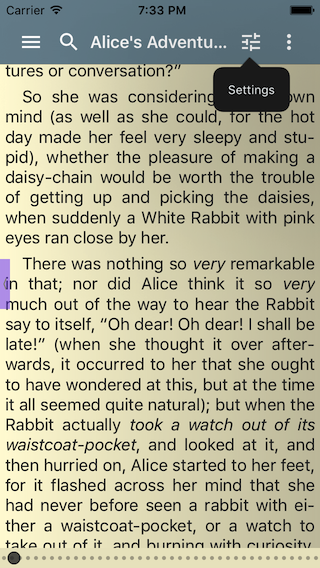 Carrier 7:33 PM
Alice's Adventu...
Settings
tures or conversation?”
So she was considering own
mind (as well as she could, for the hot
day made her feel very sleepy and stu-
pid), whether the pleasure of making a
daisy-chain would be worth the trouble
of getting up and picking the daisies,
when suddenly a White Rabbit with pink
eyes ran close by her.
There was nothing so very remarkable
in that; nor did Alice think it so very
much out of the way to hear the Rabbit
say to itself, “Oh dear! Oh dear! I shall be
late!” (when she thought it over after-
wards, it occurred to her that she ought
to have wondered at this, but at the time
it all seemed quite natural); but when the
Rabbit actually took a watch out of its
waistcoat-pocket, and looked at it, and
then hurried on, Alice started to her feet,
for it flashed across her mind that she
had never before seen a rabbit with ei-
ther a waistcoat-pocket, or a watch to
take out of it, and burning with curiosity,